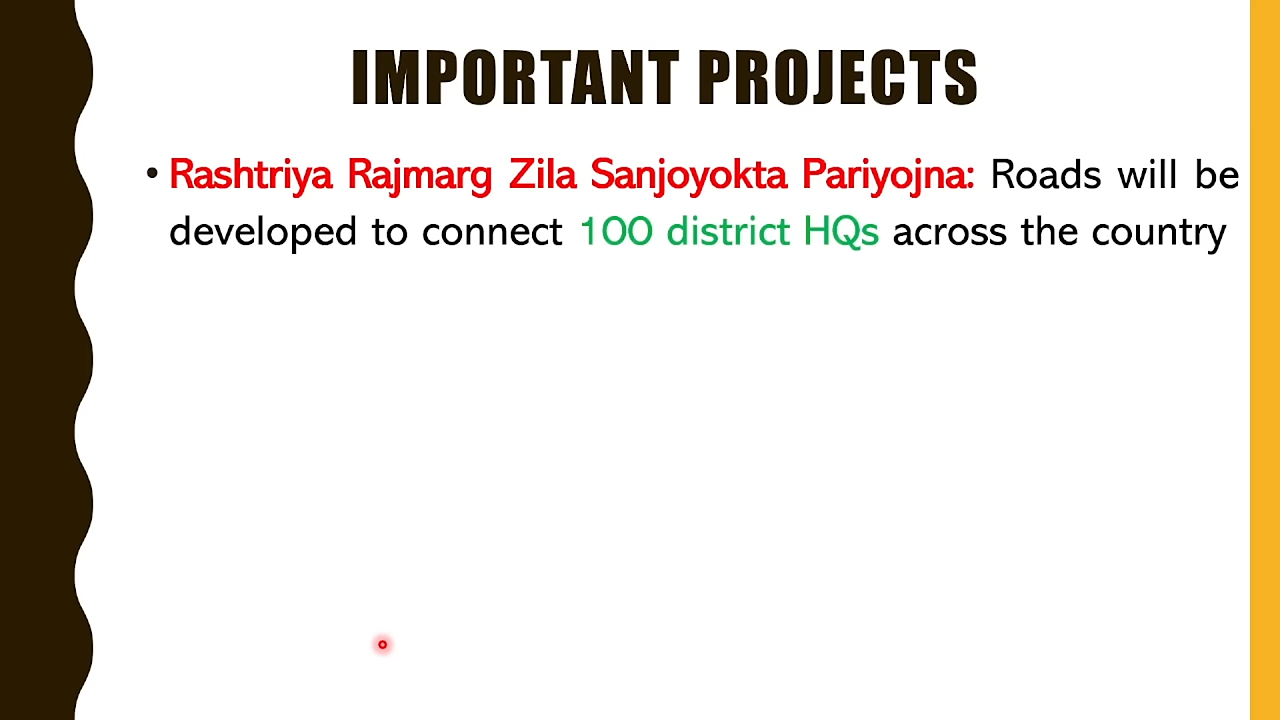 IMPORTANT PROJECTS
• Rashtriya Rajmarg Zila Sanjoyokta Pariyojna: Roads will be
developed to connect 100 district HQs across the country